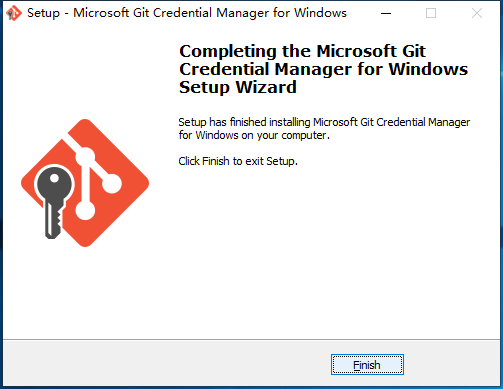 Setup - Microsoft Git Credential Manager for Windows
Completing the Microsoft Git
Credential Manager for Windows
Setup Wizard
Setup has finished installing Microsoft Git Credential Manager
for Windows on your computer.
Click Finish to exit Setup.
Finish